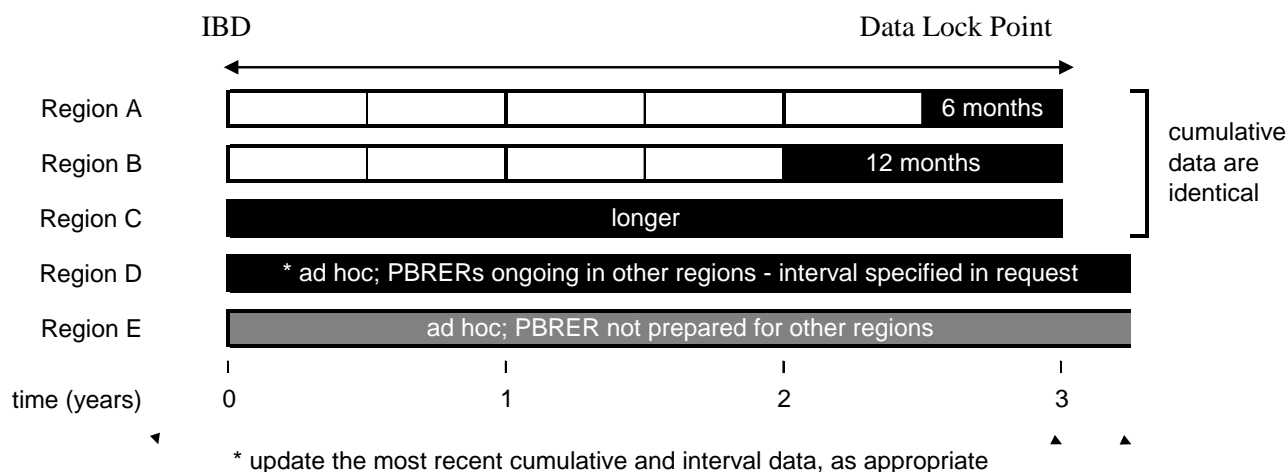 IBD Data Lock Point
Region A 6 months
Region B 12 months
Region C longer
cumulative
data are
identical
Region D * ad hoc; PBRERs ongoing in other regions - interval specified in request
Region E ad hoc; PBRER not prepared for other regions
time (years) 0 1 2 3
* update the most recent cumulative and interval data, as appropriate